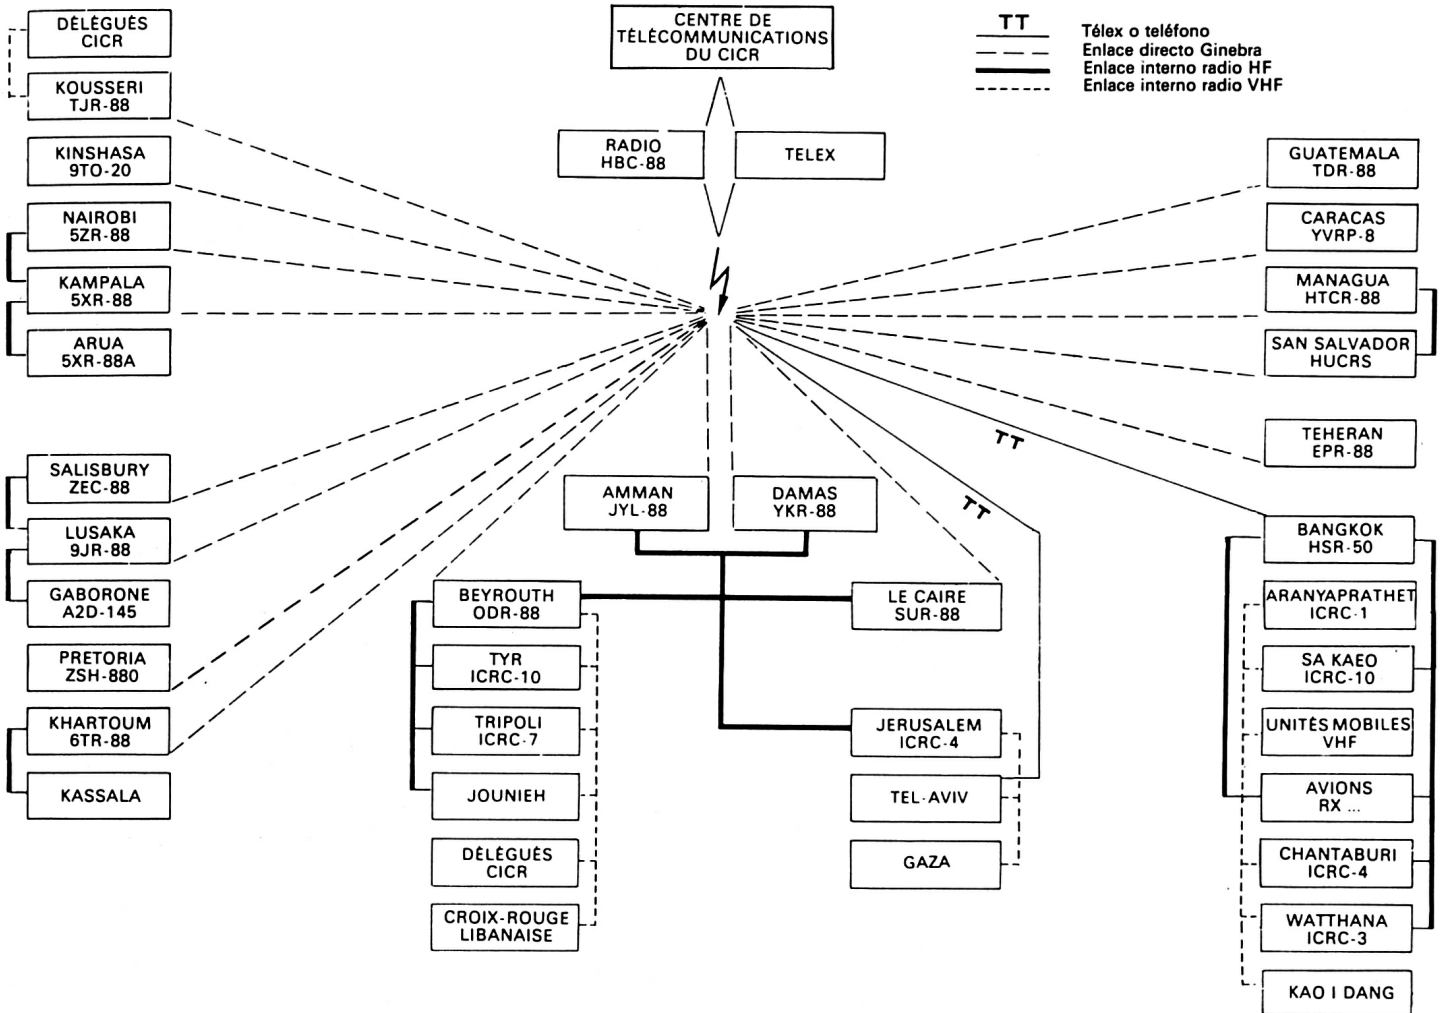 CENTRE DE
TÉLÉCOMMUNICATIONS
DU CICR
RADIO
HBC-88
TELEX
TT
Télex o teléfono
Enlace directo Ginebra
Enlace interno radio HF
Enlace interno radio VHF
DÉLÉGUÉS
CICR
KOUSSERI
TJR-88
KINSHASA
9TO-20
NAIROBI
5ZR-88
KAMPALA
5XR-88
ARUA
5XR-88A
SALISBURY
ZEC-88
LUSAKA
9JR-88
GABORONE
A2D-145
PRETORIA
ZSH-880
KHARTOUM
6TR-88
KASSALA
AMMAN
JYL-88
DAMAS
YKR-88
BEYROUTH
ODR-88
TYR
ICRC-10
TRIPOLI
ICRC-7
JOUNIEH
DÉLÉGUÉS
CICR
CROIX-ROUGE
LIBANAISE
LE CAIRE
SUR-88
JERUSALEM
ICRC-4
TEL-AVIV
GAZA
TT
TT
GUATEMALA
TDR-88
CARACAS
YVRP-8
MANAGUA
HTCR-88
SAN SALVADOR
HUCRS
TEHERAN
EPR-88
BANGKOK
HSR-50
ARANYAPRATHET
ICRC-1
SA KAEO
ICRC-10
UNITÉS MOBILES
VHF
AVIONS
RX ...
CHANTABURI
ICRC-4
WATTHANA
ICRC-3
KAO I DANG